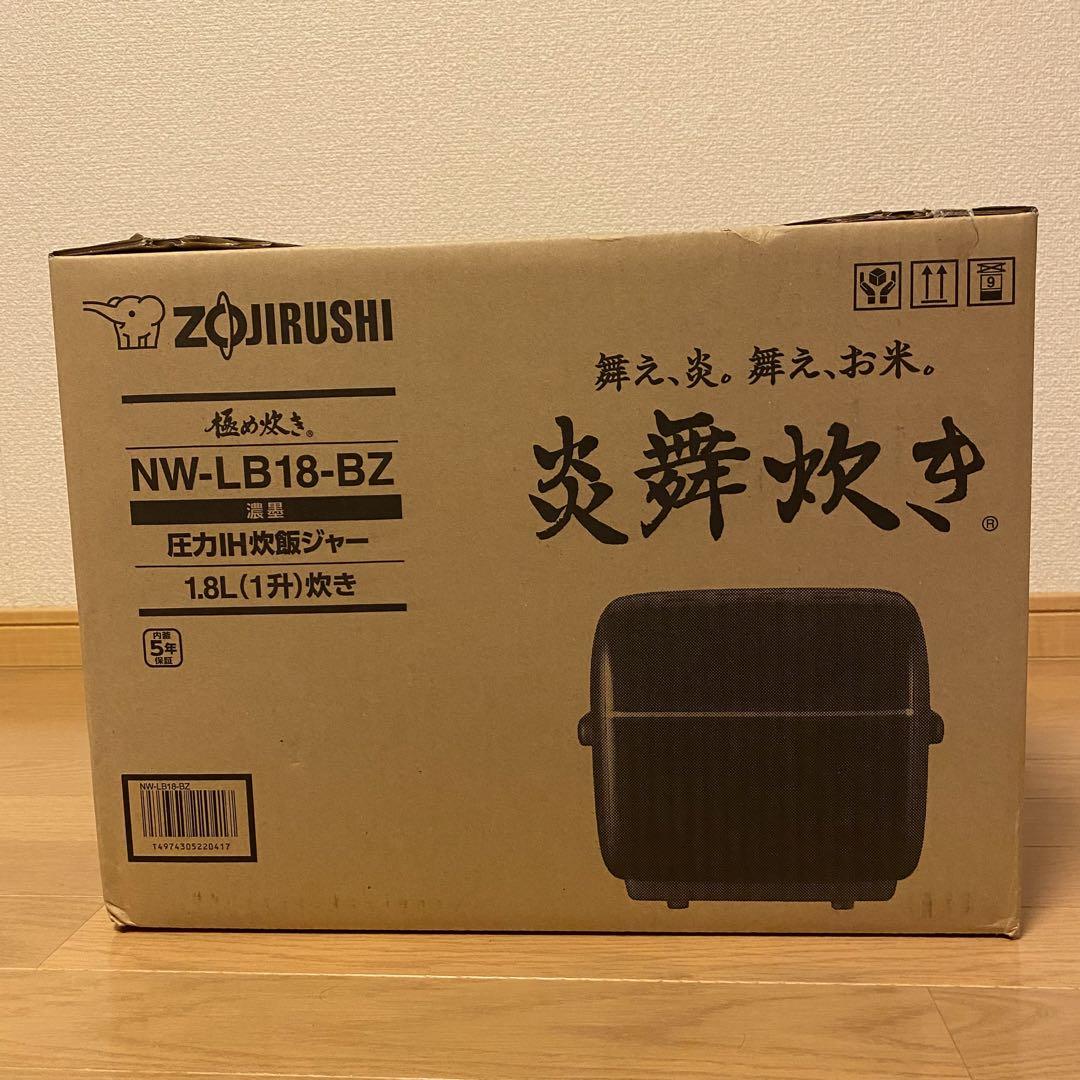 ZOJIRUSHI
極め炊き®
NW-LB18-BZ
濃墨
圧力IH炊飯ジャー
1.8L(1升)炊き
内釜
5年
保証
NW-LB18-BZ
T4974305220417
9
舞え、炎。舞え、お米。
炎舞炊き®